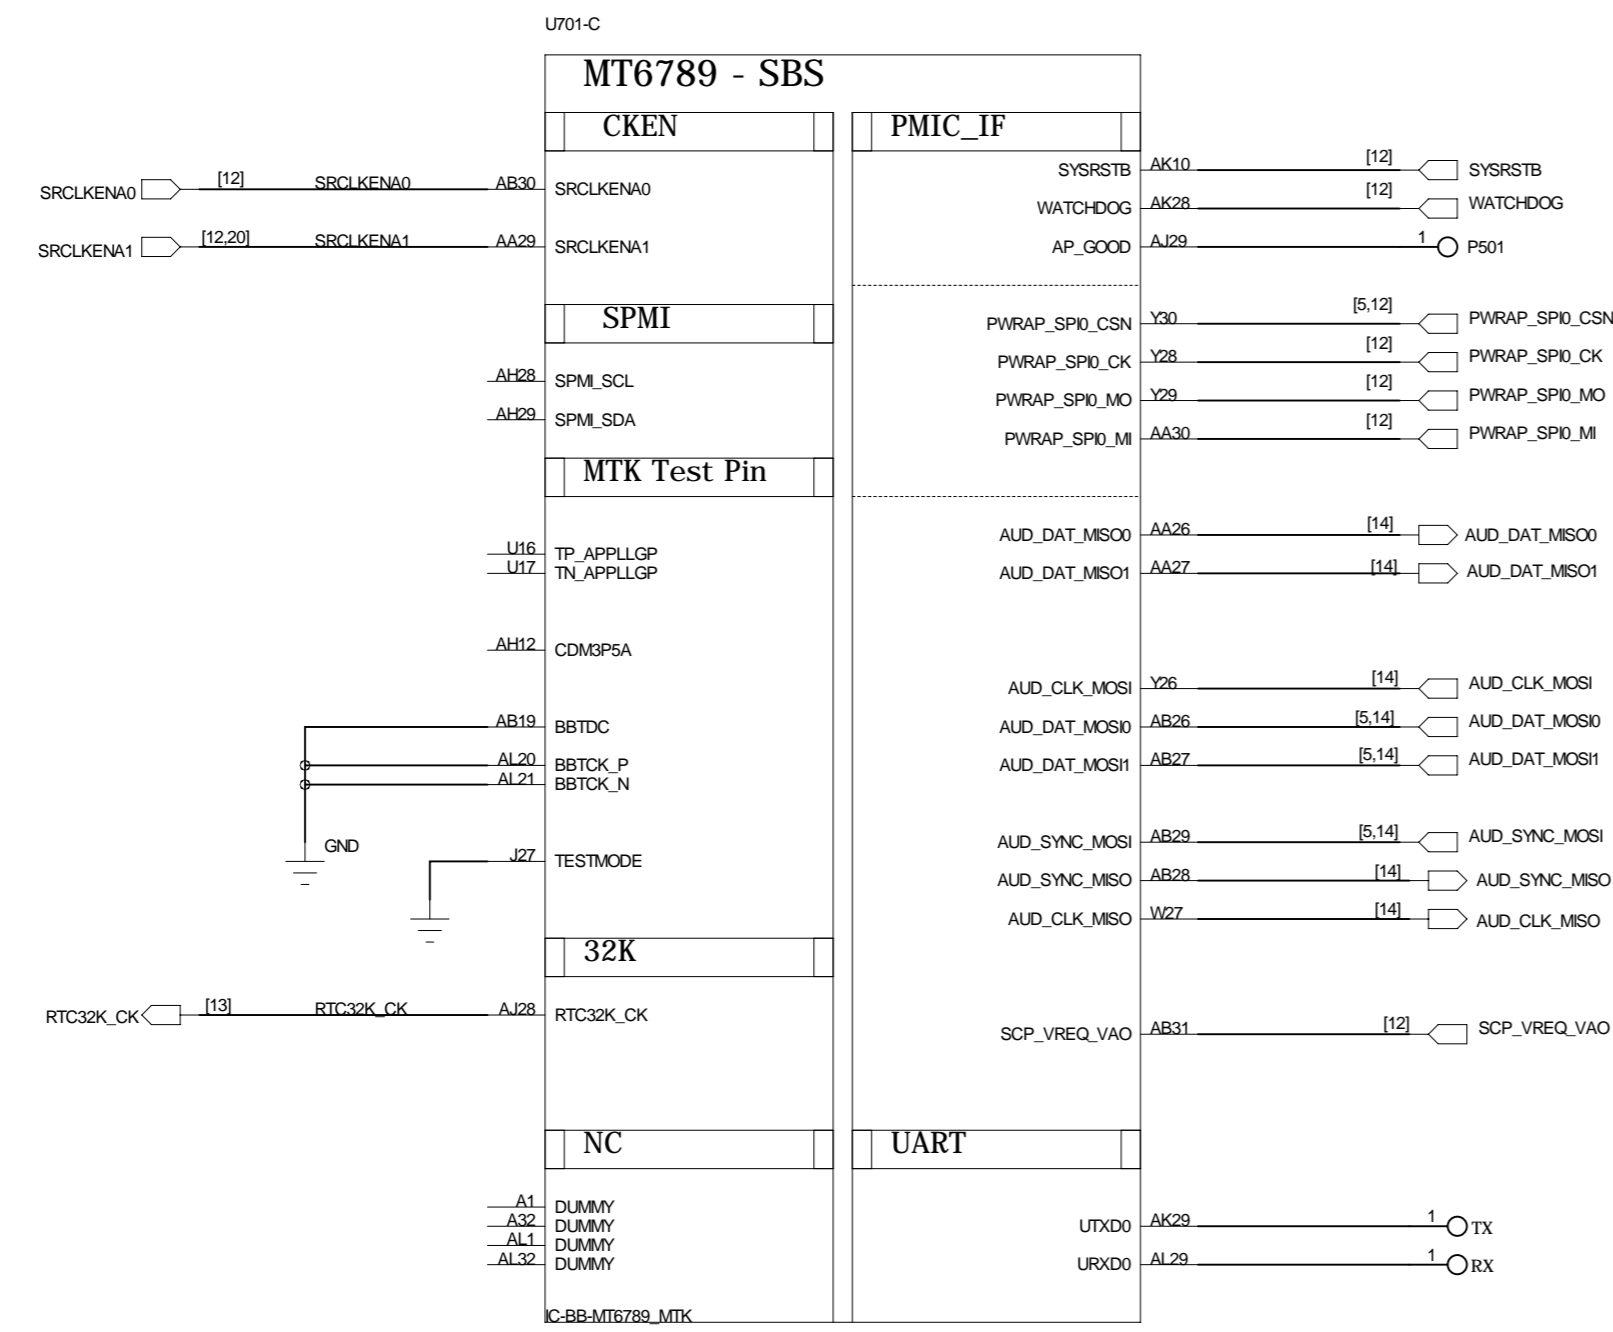 U701-C
MT6789 - SBS
CKEN
SRCLKENA0 [12] SRCLKENA0 AB30 SRCLKENA0
SRCLKENA1 [12,20] SRCLKENA1 AA29 SRCLKENA1
SPMI
AH28 SPMI_SCL
AH29 SPMI_SDA
MTK Test Pin
U16 TP_APPLLGP
U17 TN_APPLLGP
AH12 CDM3P5A
AB19 BBTDC
AL20 BBTCK_P
AL21 BBTCK_N
GND
J27 TESTMODE
32K
RTC32K_CK [13] RTC32K_CK AJ28 RTC32K_CK
NC
A1 DUMMY
A32 DUMMY
AL1 DUMMY
AL32 DUMMY
IC-BB-MT6789_MTK
PMIC_IF
SYSRSTB AK10 [12] SYSRSTB
WATCHDOG AK28 [12] WATCHDOG
AP_GOOD AJ29 1 P501
PWRAP_SPI0_CSN Y30 [5,12] PWRAP_SPI0_CSN
PWRAP_SPI0_CK Y28 [12] PWRAP_SPI0_CK
PWRAP_SPI0_MO Y29 [12] PWRAP_SPI0_MO
PWRAP_SPI0_MI AA30 [12] PWRAP_SPI0_MI
AUD_DAT_MISO0 AA26 [14] AUD_DAT_MISO0
AUD_DAT_MISO1 AA27 [14] AUD_DAT_MISO1
AUD_CLK_MOSI Y26 [14] AUD_CLK_MOSI
AUD_DAT_MOSI0 AB26 [5,14] AUD_DAT_MOSI0
AUD_DAT_MOSI1 AB27 [5,14] AUD_DAT_MOSI1
AUD_SYNC_MOSI AB29 [5,14] AUD_SYNC_MOSI
AUD_SYNC_MISO AB28 [14] AUD_SYNC_MISO
AUD_CLK_MISO W27 [14] AUD_CLK_MISO
SCP_VREQ_VAO AB31 [12] SCP_VREQ_VAO
UART
UTXD0 AK29 1 TX
URXD0 AL29 1 RX